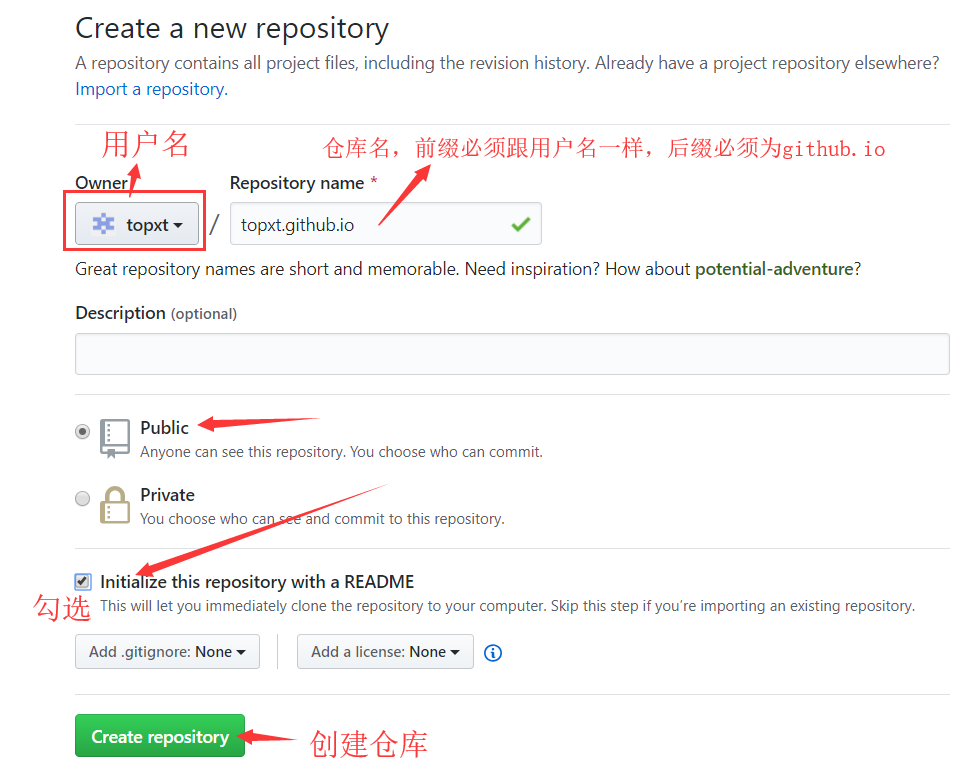 Create a new repository
A repository contains all project files, including the revision history. Already have a project repository elsewhere?
Import a repository.
用户名
仓库名，前缀必须跟用户名一样，后缀必须为github.io
Owner
Repository name *
topxt
/
topxt.github.io
Great repository names are short and memorable. Need inspiration? How about potential-adventure?
Description (optional)
Public
Anyone can see this repository. You choose who can commit.
Private
You choose who can see and commit to this repository.
Initialize this repository with a README
勾选
This will let you immediately clone the repository to your computer. Skip this step if you’re importing an existing repository.
Add .gitignore: None
Add a license: None
Create repository
创建仓库